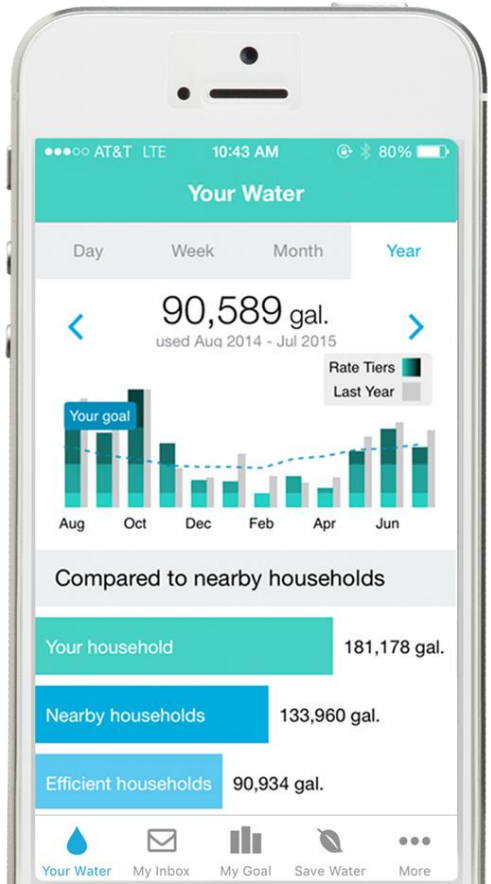 AT&T LTE 10:43 AM 80%
Your Water
Day Week Month Year
90,589 gal.
used Aug 2014 - Jul 2015
Rate Tiers
Last Year
Your goal
Aug Oct Dec Feb Apr Jun
Compared to nearby households
Your household 181,178 gal.
Nearby households 133,960 gal.
Efficient households 90,934 gal.
Your Water My Inbox My Goal Save Water More